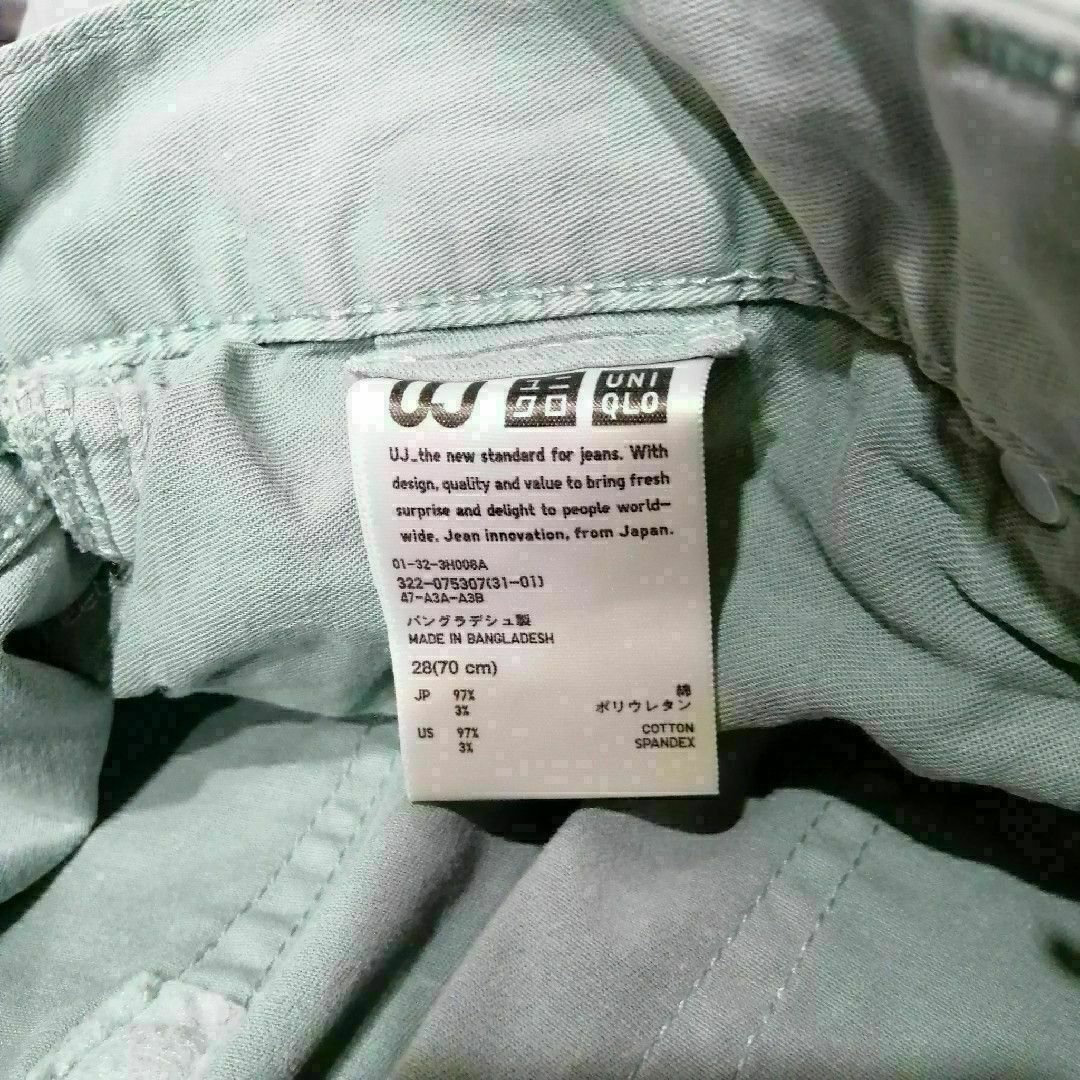 UJ
ユニ
クロ
UNI
QLO
UJ_the new standard for jeans. With
design, quality and value to bring fresh
surprise and delight to people world-
wide. Jean innovation, from Japan.
01-32-3H006A
322-075307(31-01)
47-A3A-A3B
バングラデシュ製
MADE IN BANGLADESH
28(70 cm)
JP 97% 綿
3% ポリウレタン
US 97% COTTON
3% SPANDEX